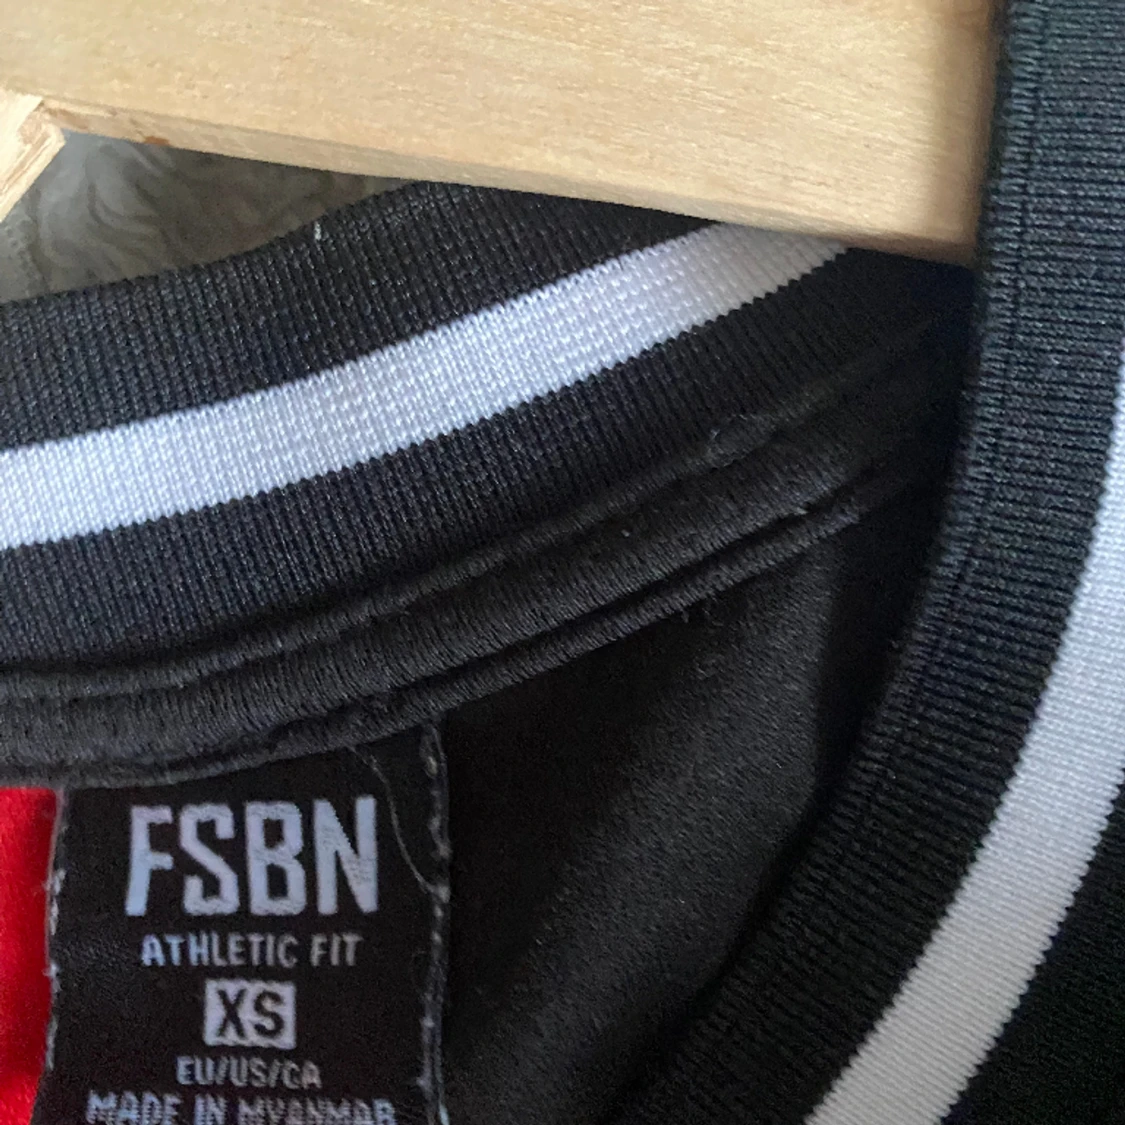 FSBN
ATHLETIC FIT
XS
EU/US/CA
MADE IN MYANMAR